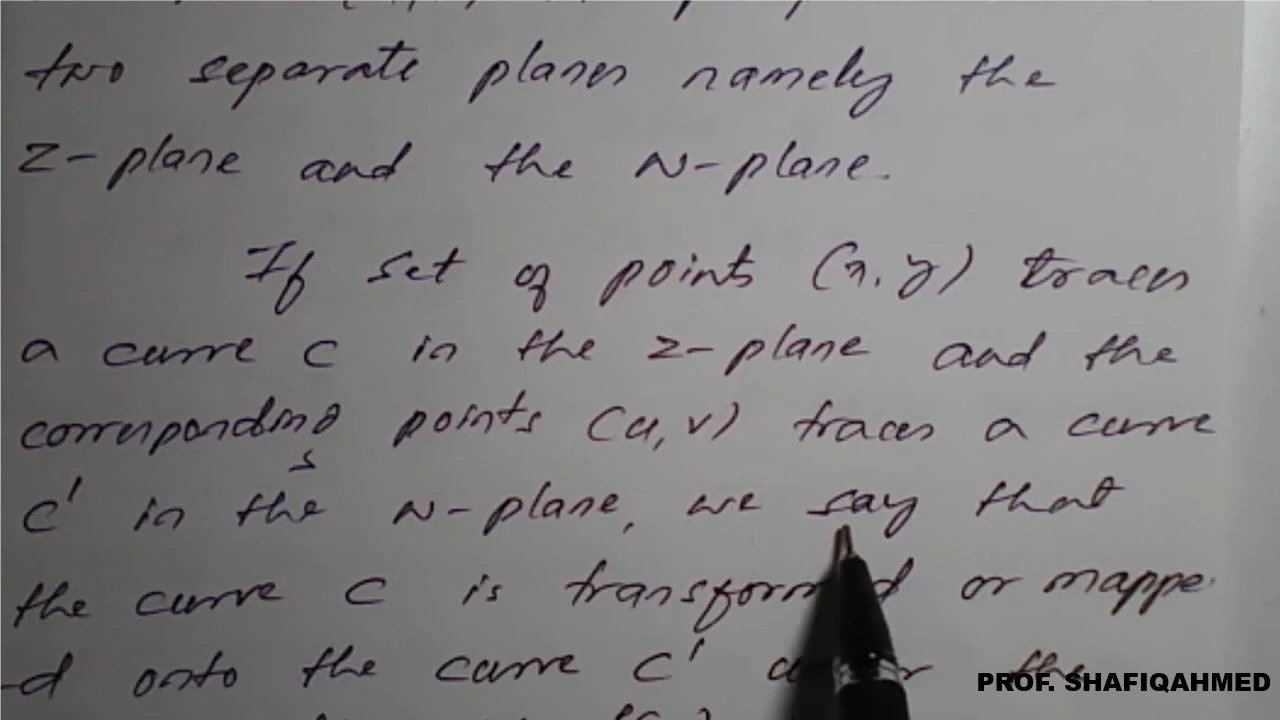 two separate planes namely the
z-plane and the w-plane.
If set of points (x,y) traces
a curve C in the z-plane and the
corresponding points (u,v) traces a curve
s
C' in the w-plane, we say that
the curve C is transformed or mappe-
-d onto the curve C' the
PROF. SHAFIQAHMED